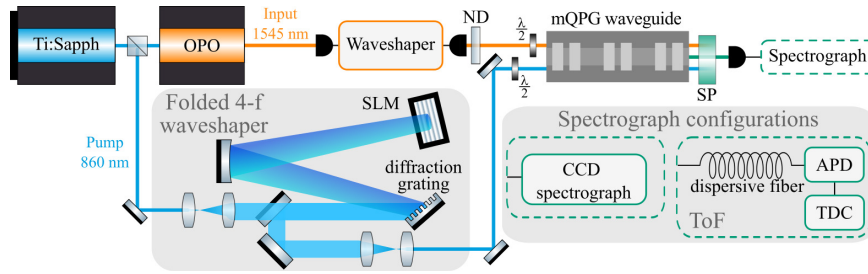 Ti:Sapph
OPO
Input
1545 nm
Waveshaper
ND
λ/2
λ/2
mQPG waveguide
SP
Spectrograph
Pump
860 nm
Folded 4-f
waveshaper
SLM
diffraction
grating
Spectrograph configurations
CCD
spectrograph
dispersive fiber
APD
TDC
ToF